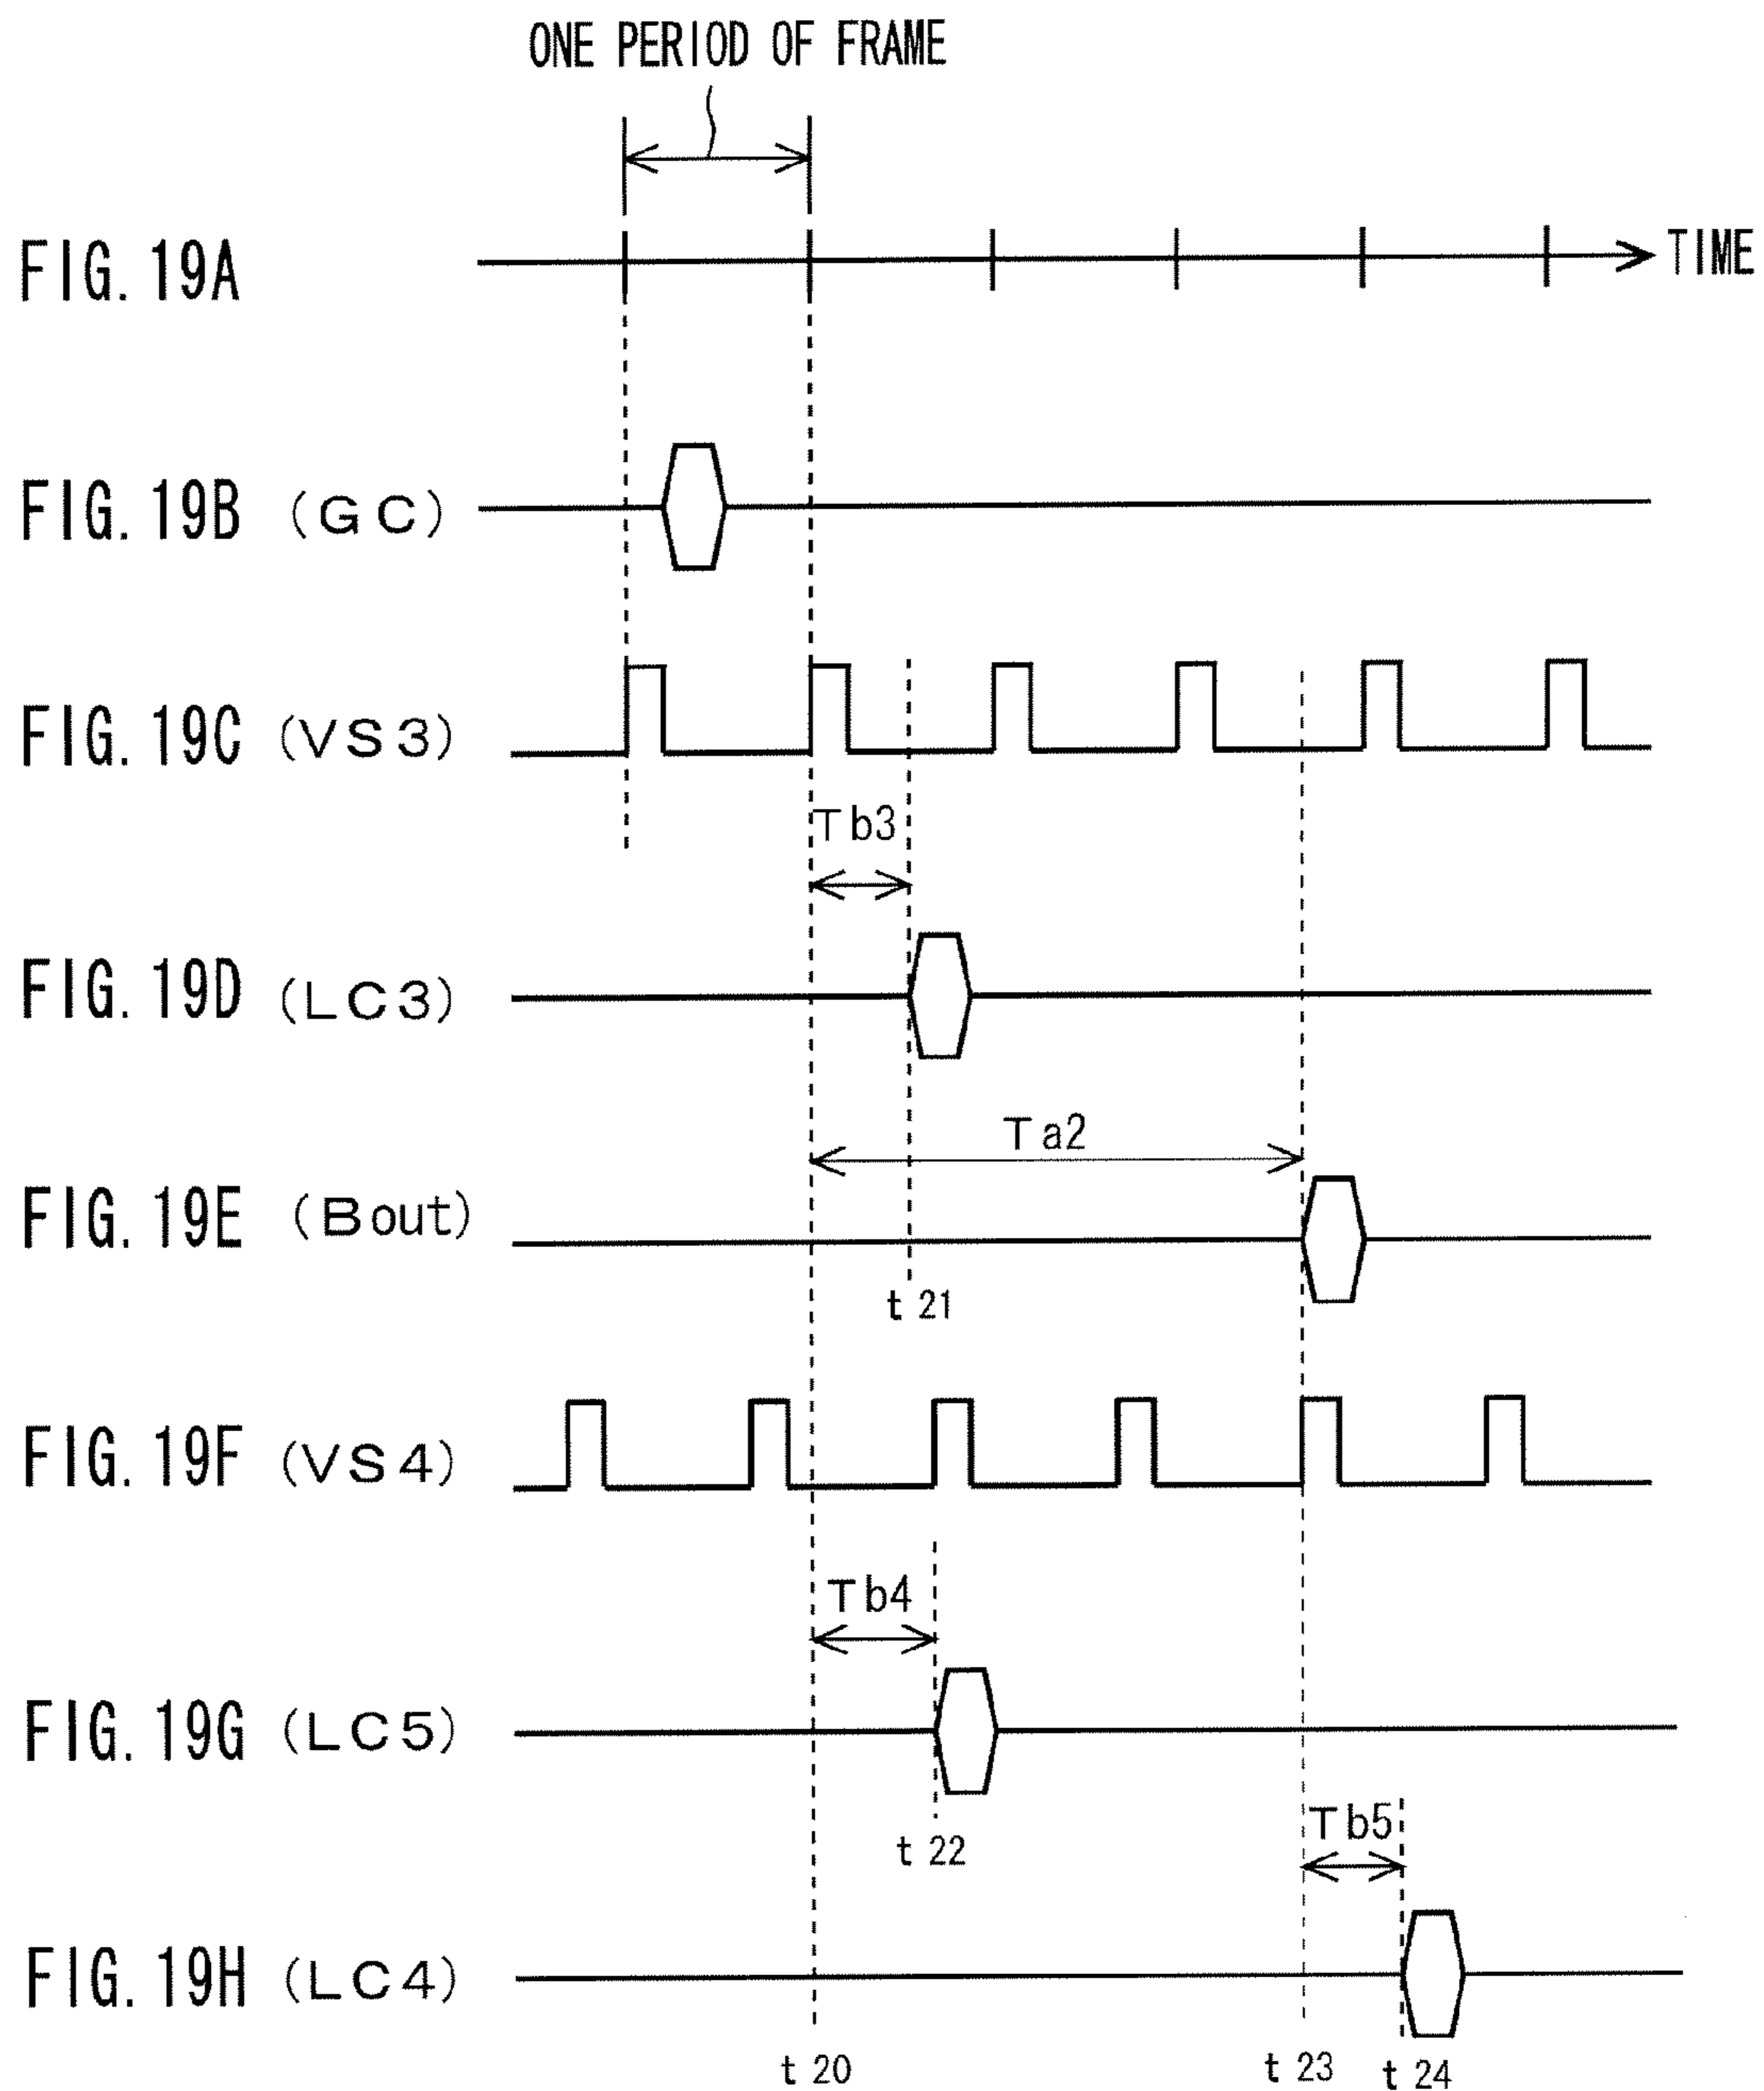 ONE PERIOD OF FRAME
FIG. 19A
TIME
FIG. 19B (GC)
FIG. 19C (VS3)
Tb3
FIG. 19D (LC3)
Ta2
FIG. 19E (Bout)
t 21
FIG. 19F (VS4)
Tb4
FIG. 19G (LC5)
t 22
Tb5
FIG. 19H (LC4)
t 20
t 23
t 24